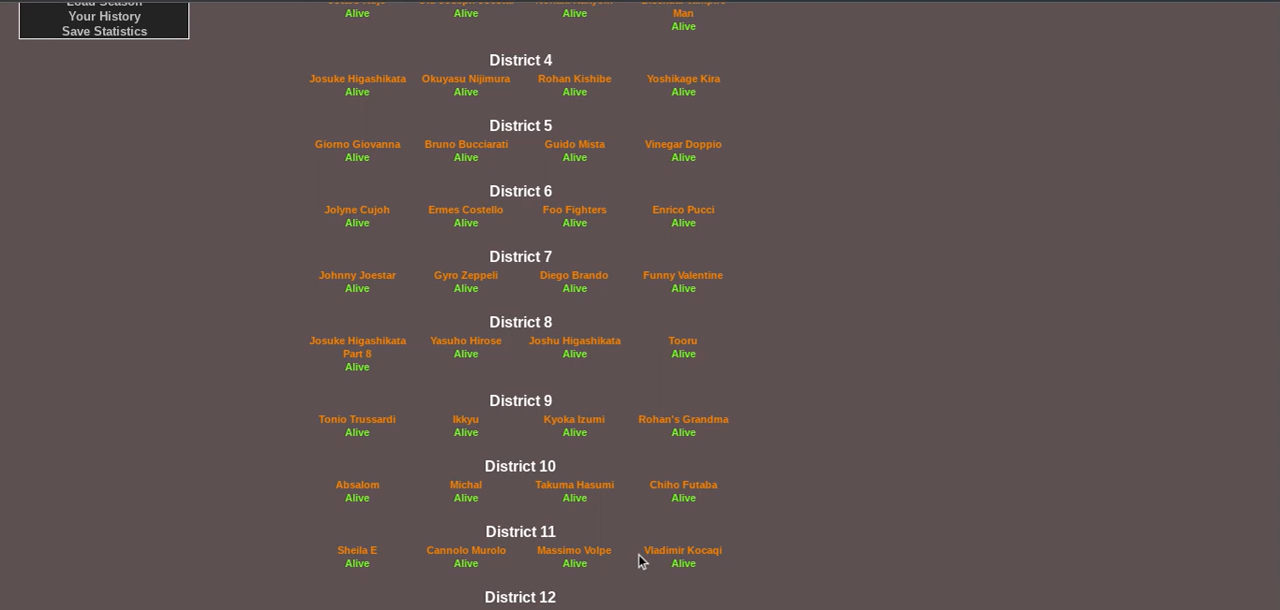 Load Season
Your History
Save Statistics
Alive Alive Alive Man
Alive
District 4
Josuke Higashikata Okuyasu Nijimura Rohan Kishibe Yoshikage Kira
Alive Alive Alive Alive
District 5
Giorno Giovanna Bruno Bucciarati Guido Mista Vinegar Doppio
Alive Alive Alive Alive
District 6
Jolyne Cujoh Ermes Costello Foo Fighters Enrico Pucci
Alive Alive Alive Alive
District 7
Johnny Joestar Gyro Zeppeli Diego Brando Funny Valentine
Alive Alive Alive Alive
District 8
Josuke Higashikata Yasuho Hirose Joshu Higashikata Tooru
Part 8 Alive Alive Alive
Alive
District 9
Tonio Trussardi Ikkyu Kyoka Izumi Rohan's Grandma
Alive Alive Alive Alive
District 10
Absalom Michal Takuma Hasumi Chiho Futaba
Alive Alive Alive Alive
District 11
Sheila E Cannolo Murolo Massimo Volpe Vladimir Kocaqi
Alive Alive Alive Alive
District 12